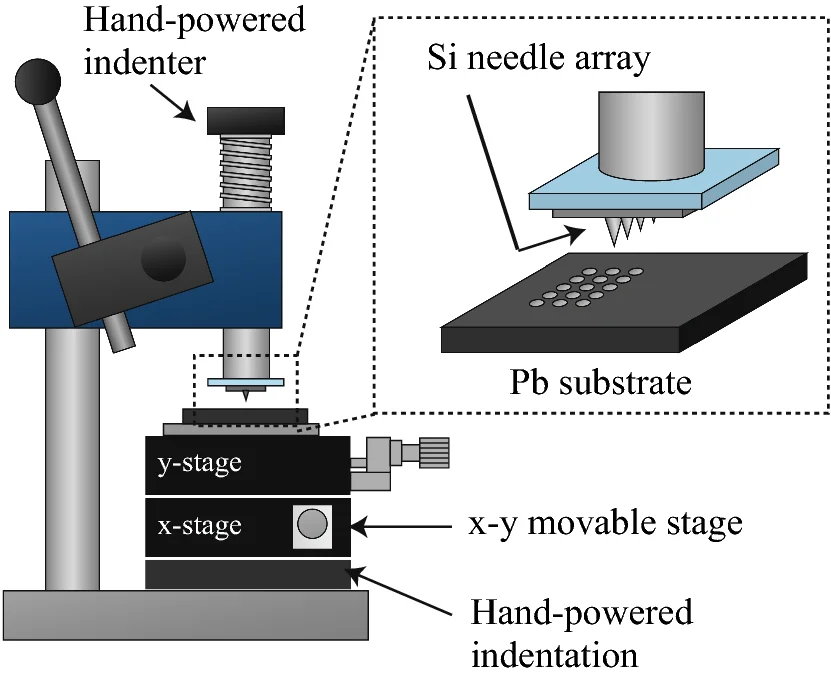 Hand-powered
indenter
Si needle array
Pb substrate
y-stage
x-stage
x-y movable stage
Hand-powered
indentation